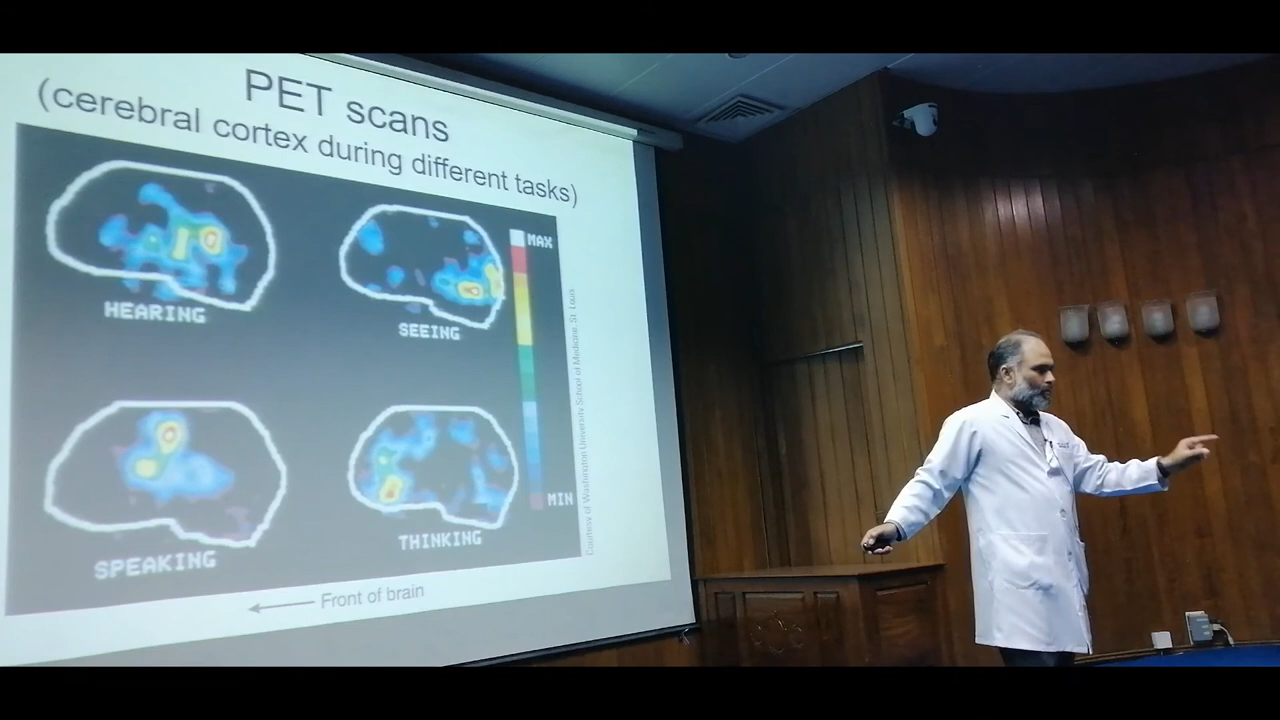 PET scans
(cerebral cortex during different tasks)
HEARING
SEEING
MAX
SPEAKING
THINKING
MIN
Courtesy of Washington University School of Medicine, St. Louis
Front of brain